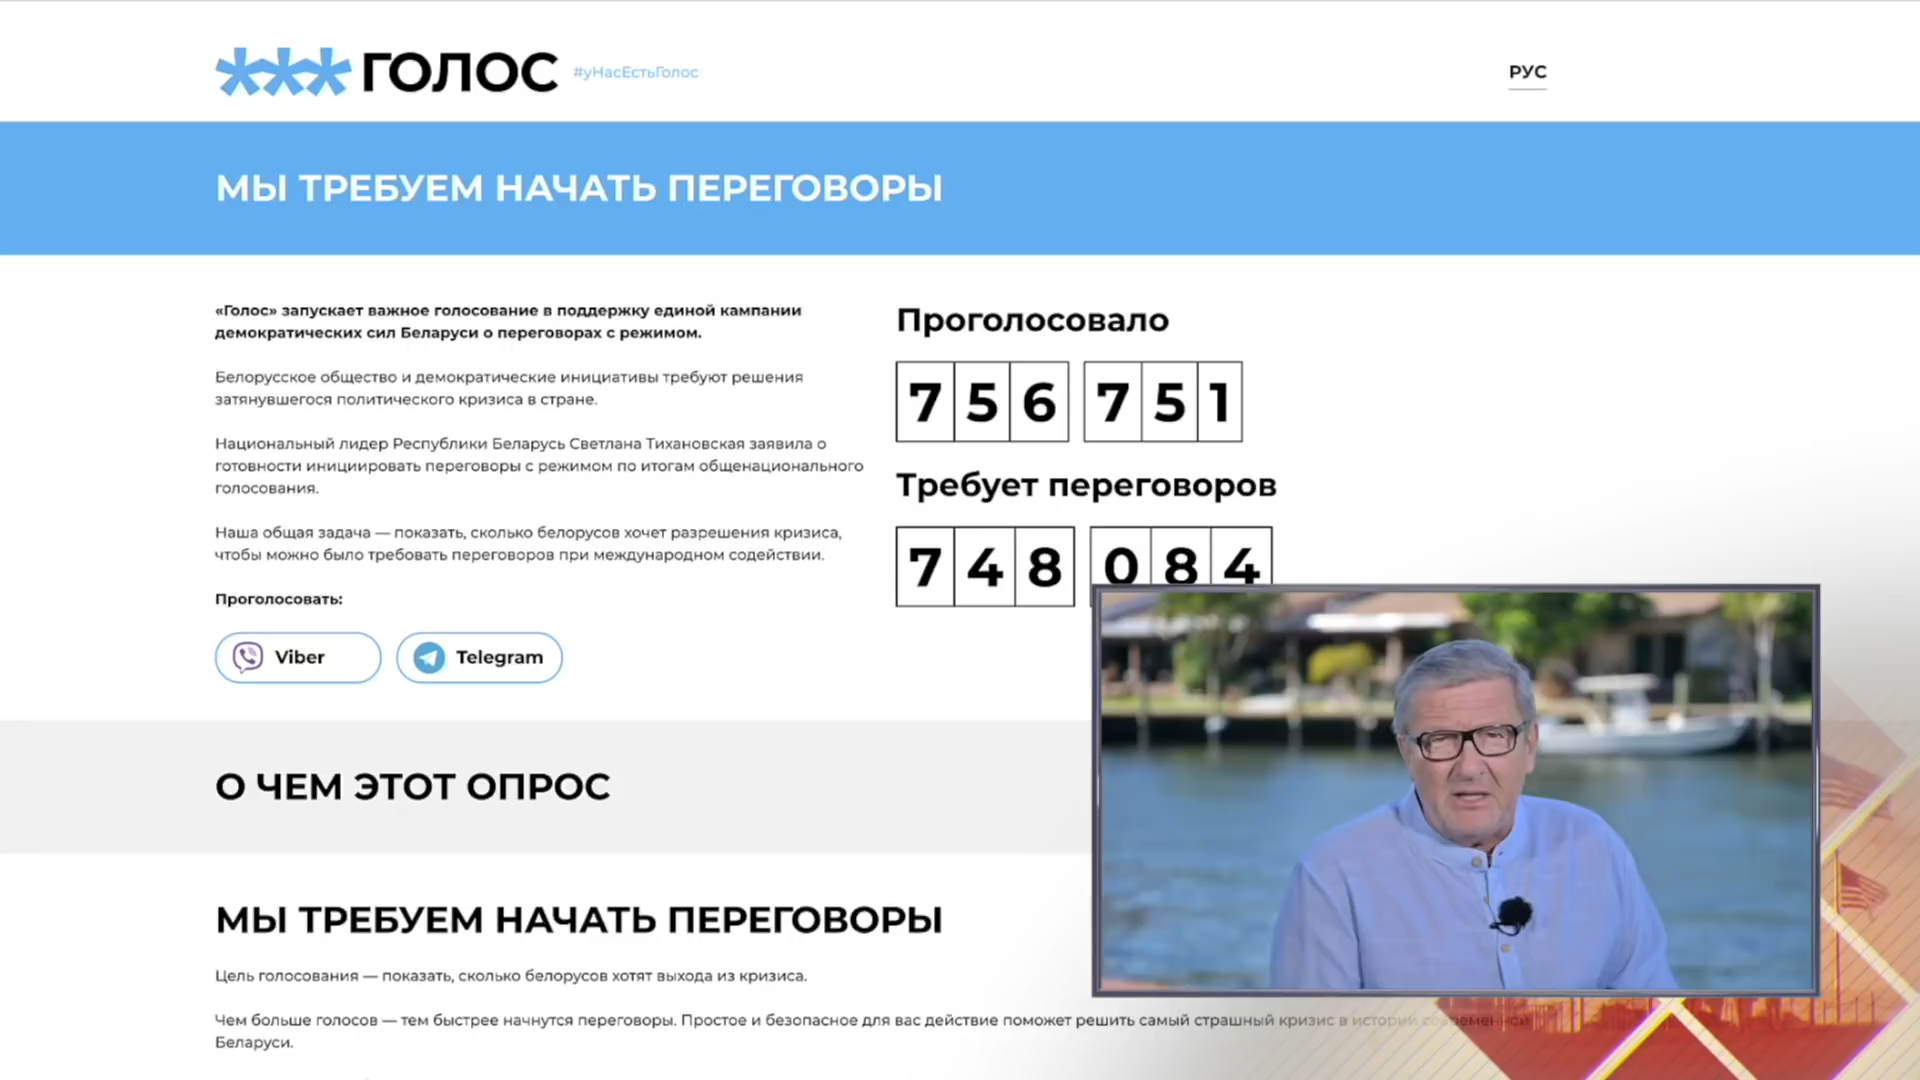 ГОЛОС #уНасЕстьГолос
РУС
МЫ ТРЕБУЕМ НАЧАТЬ ПЕРЕГОВОРЫ
«Голос» запускает важное голосование в поддержку единой кампании
демократических сил Беларуси о переговорах с режимом.
Белорусское общество и демократические инициативы требуют решения
затянувшегося политического кризиса в стране.
Национальный лидер Республики Беларусь Светлана Тихановская заявила о
готовности инициировать переговоры с режимом по итогам общенационального
голосования.
Наша общая задача — показать, сколько белорусов хочет разрешения кризиса,
чтобы можно было требовать переговоров при международном содействии.
Проголосовать:
Viber
Telegram
Проголосовало
756 751
Требует переговоров
748 084
О ЧЕМ ЭТОТ ОПРОС
МЫ ТРЕБУЕМ НАЧАТЬ ПЕРЕГОВОРЫ
Цель голосования — показать, сколько белорусов хотят выхода из кризиса.
Чем больше голосов — тем быстрее начнутся переговоры. Простое и безопасное для вас действие поможет решить самый страшный кризис в истории современной
Беларуси.